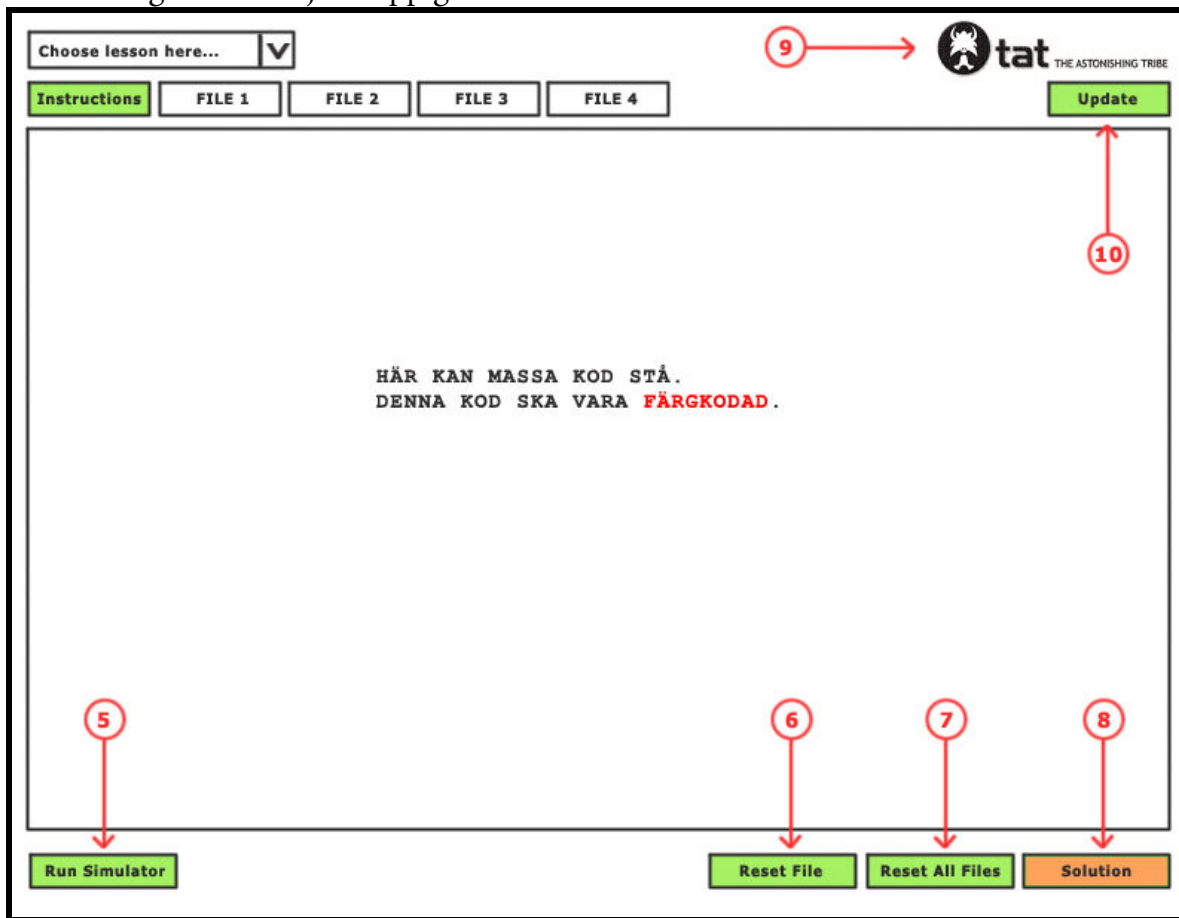 Choose lesson here... V
9
tat THE ASTONISHING TRIBE
Instructions FILE 1 FILE 2 FILE 3 FILE 4 Update
10
HÄR KAN MASSA KOD STÅ.
DENNA KOD SKA VARA FÄRGKODAD.
5 6 7 8
Run Simulator Reset File Reset All Files Solution